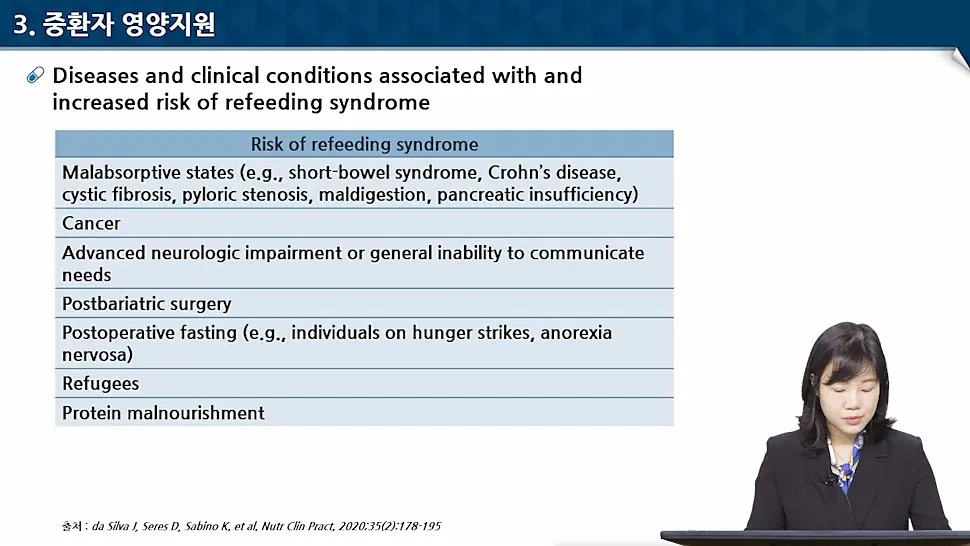 3. 중환자 영양지원
Diseases and clinical conditions associated with and
increased risk of refeeding syndrome
Risk of refeeding syndrome
Malabsorptive states (e.g., short-bowel syndrome, Crohn's disease,
cystic fibrosis, pyloric stenosis, maldigestion, pancreatic insufficiency)
Cancer
Advanced neurologic impairment or general inability to communicate
needs
Postbariatric surgery
Postoperative fasting (e.g., individuals on hunger strikes, anorexia
nervosa)
Refugees
Protein malnourishment
출처 : da Silva J, Seres D, Sabino K, et al, Nutr Clin Pract, 2020;35(2):178-195